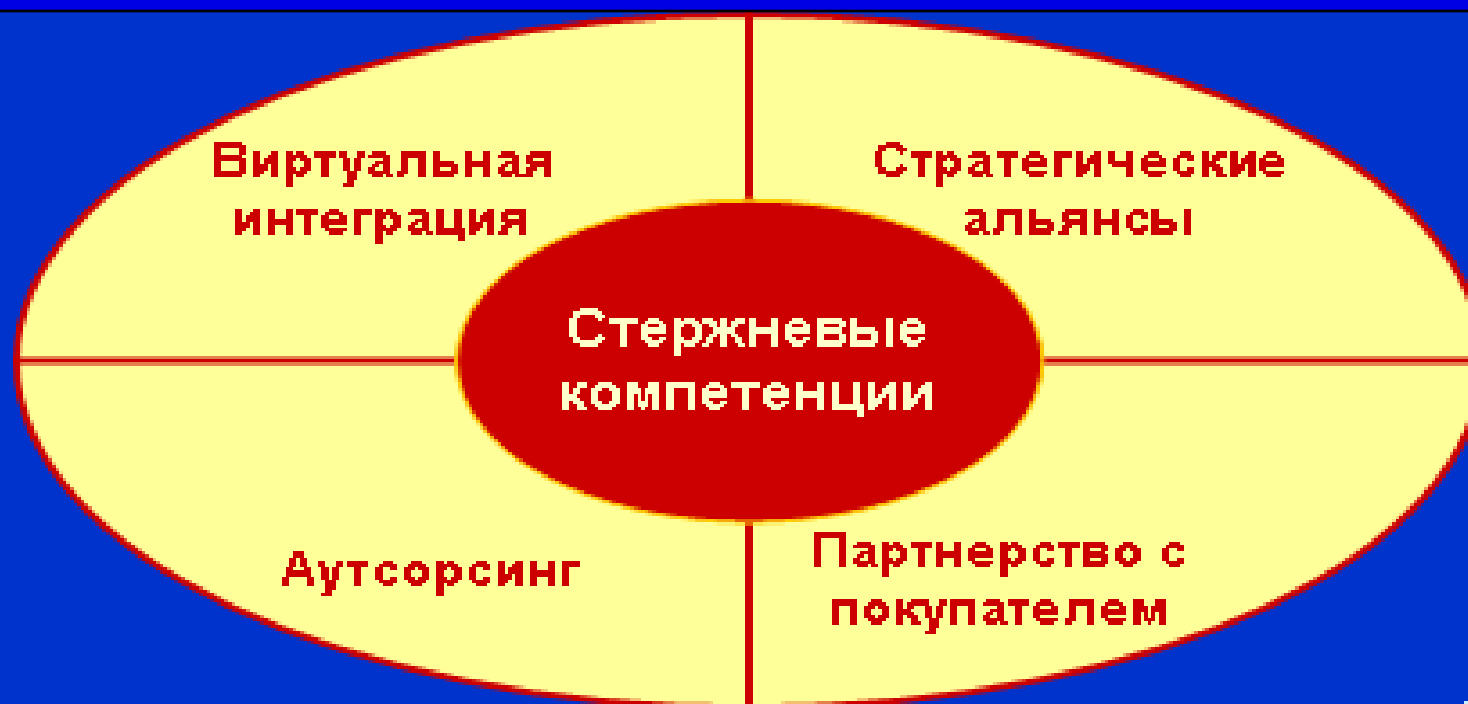 Виртуальная
интеграция
Стратегические
альянсы
Стержневые
компетенции
Аутсорсинг
Партнерство с
покупателем